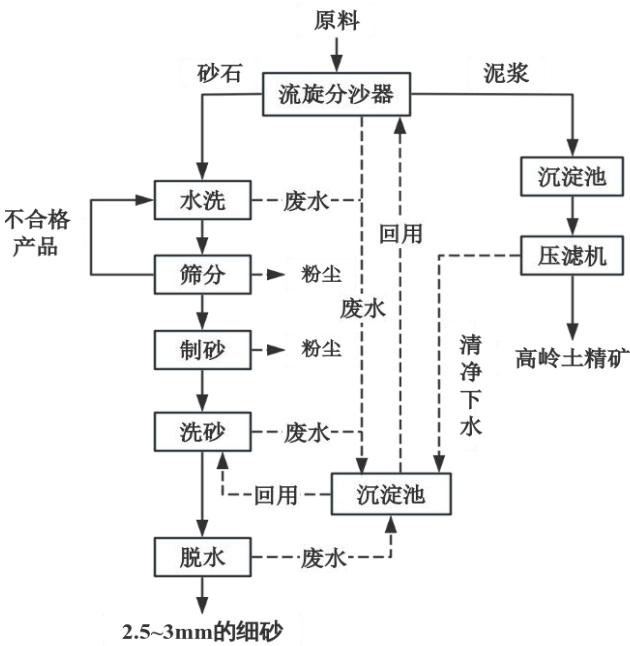 原料
砂石
流旋分沙器
泥浆
沉淀池
水洗
废水
不合格
产品
回用
压滤机
筛分
粉尘
废水
制砂
粉尘
清净下水
高岭土精矿
洗砂
废水
回用
沉淀池
脱水
废水
2.5~3mm的细砂